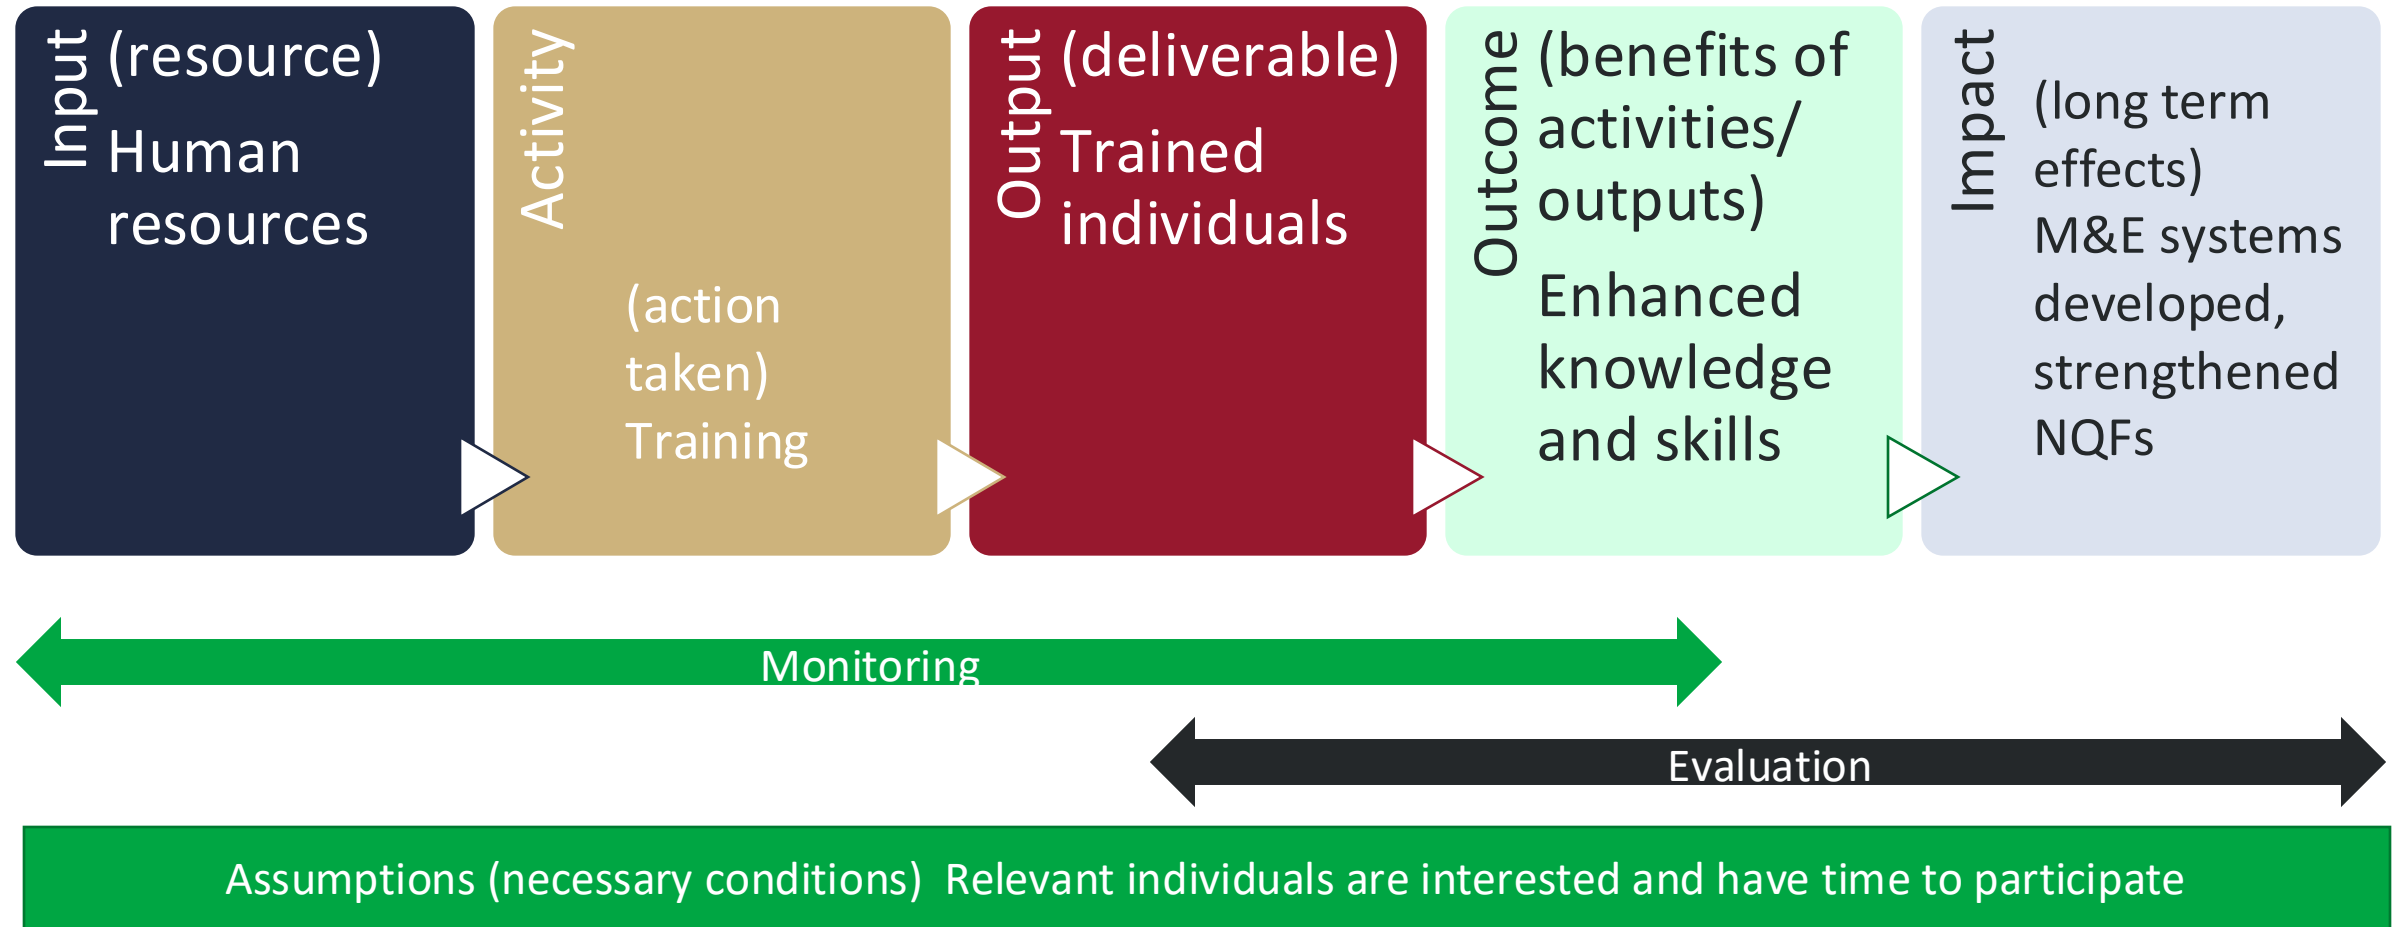 Input
(resource)
Human
resources
Activity
(action
taken)
Training
Output
(deliverable)
Trained
individuals
Outcome
(benefits of
activities/
outputs)
Enhanced
knowledge
and skills
Impact
(long term
effects)
M&E systems
developed,
strengthened
NQFs
Monitoring
Evaluation
Assumptions (necessary conditions)  Relevant individuals are interested and have time to participate